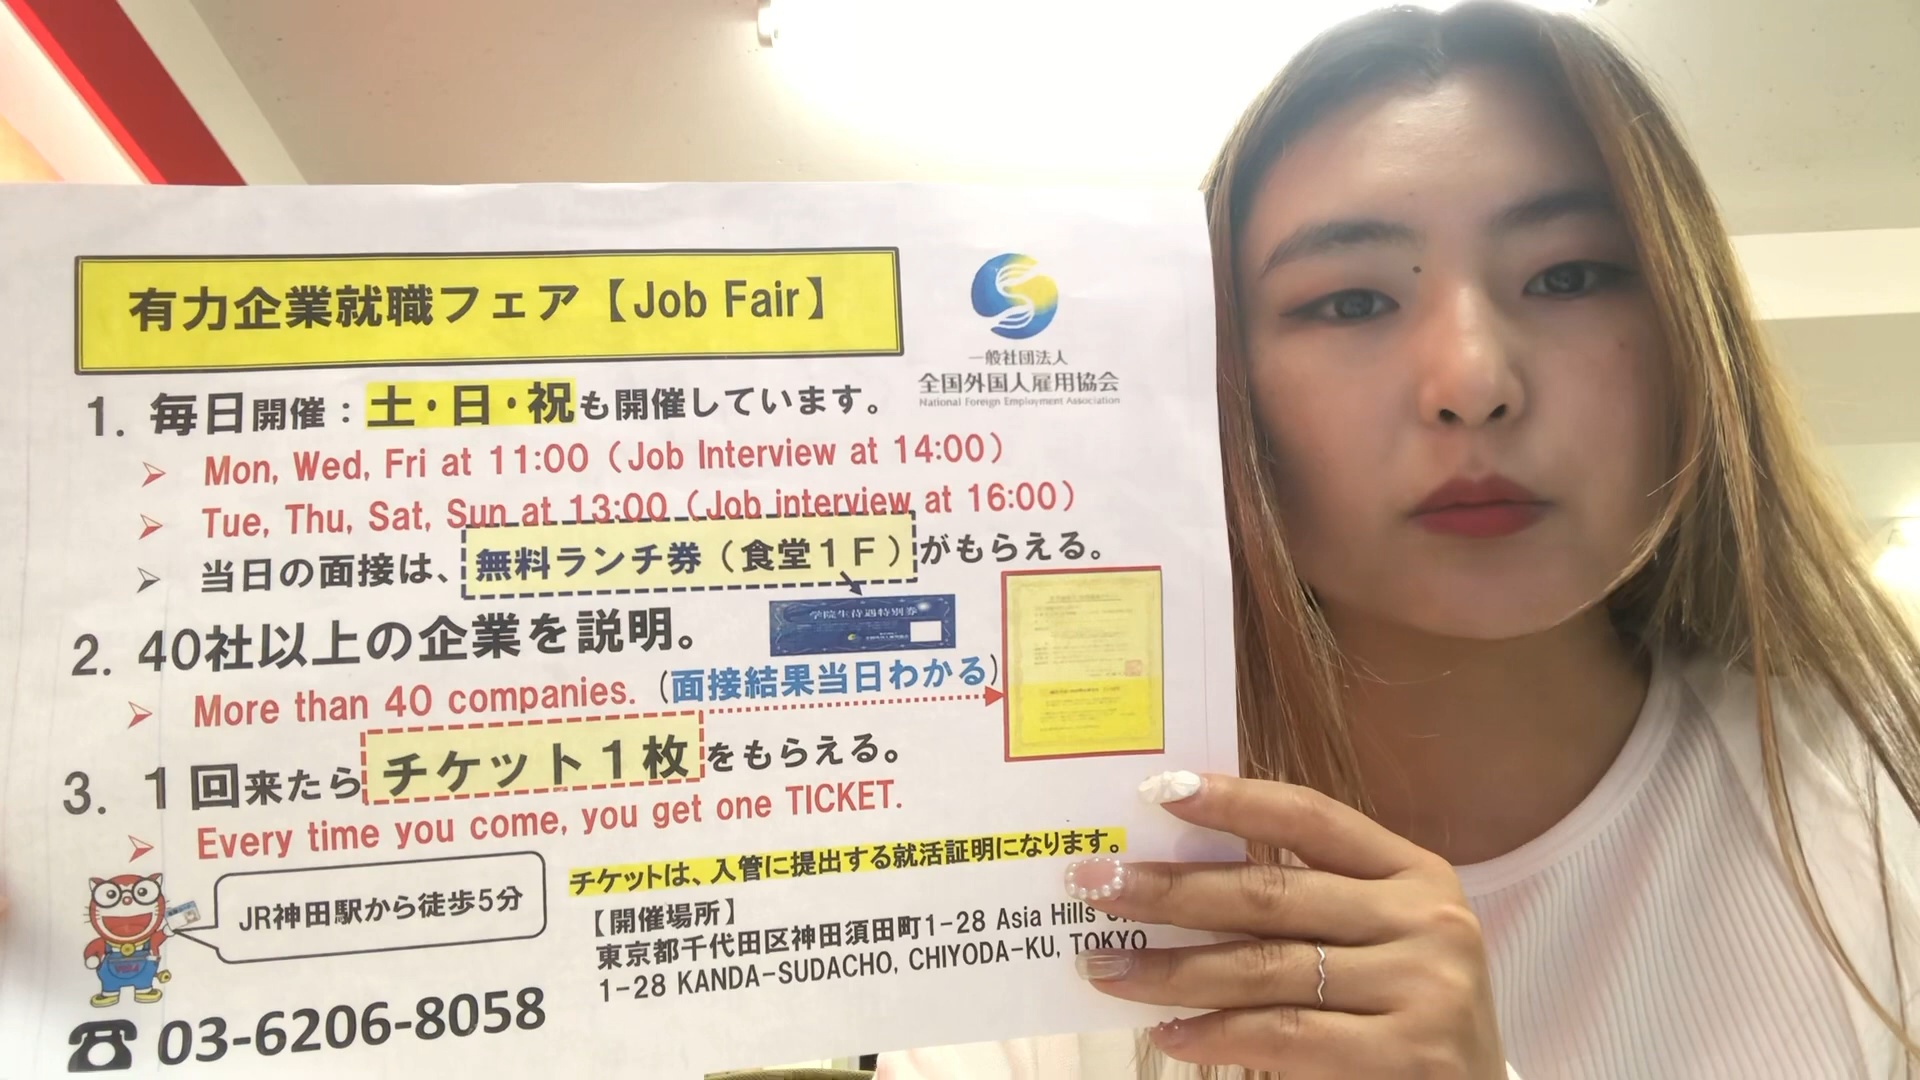 有力企業就職フェア【Job Fair】
一般社団法人
全国外国人雇用協会
National Foreign Employment Association
1. 毎日開催：土・日・祝も開催しています。
➢ Mon, Wed, Fri at 11:00（Job Interview at 14:00）
➢ Tue, Thu, Sat, Sun at 13:00（Job interview at 16:00）
➢ 当日の面接は、無料ランチ券（食堂１Ｆ）がもらえる。
学院生待遇特別券
2. 40社以上の企業を説明。
➢ More than 40 companies.（面接結果当日わかる）
3. １回来たらチケット１枚をもらえる。
➢ Every time you come, you get one TICKET.
チケットは、入管に提出する就活証明になります。
JR神田駅から徒歩5分
VISA
【開催場所】
東京都千代田区神田須田町1-28 Asia Hills
1-28 KANDA-SUDACHO, CHIYODA-KU, TOKYO
☎ 03-6206-8058